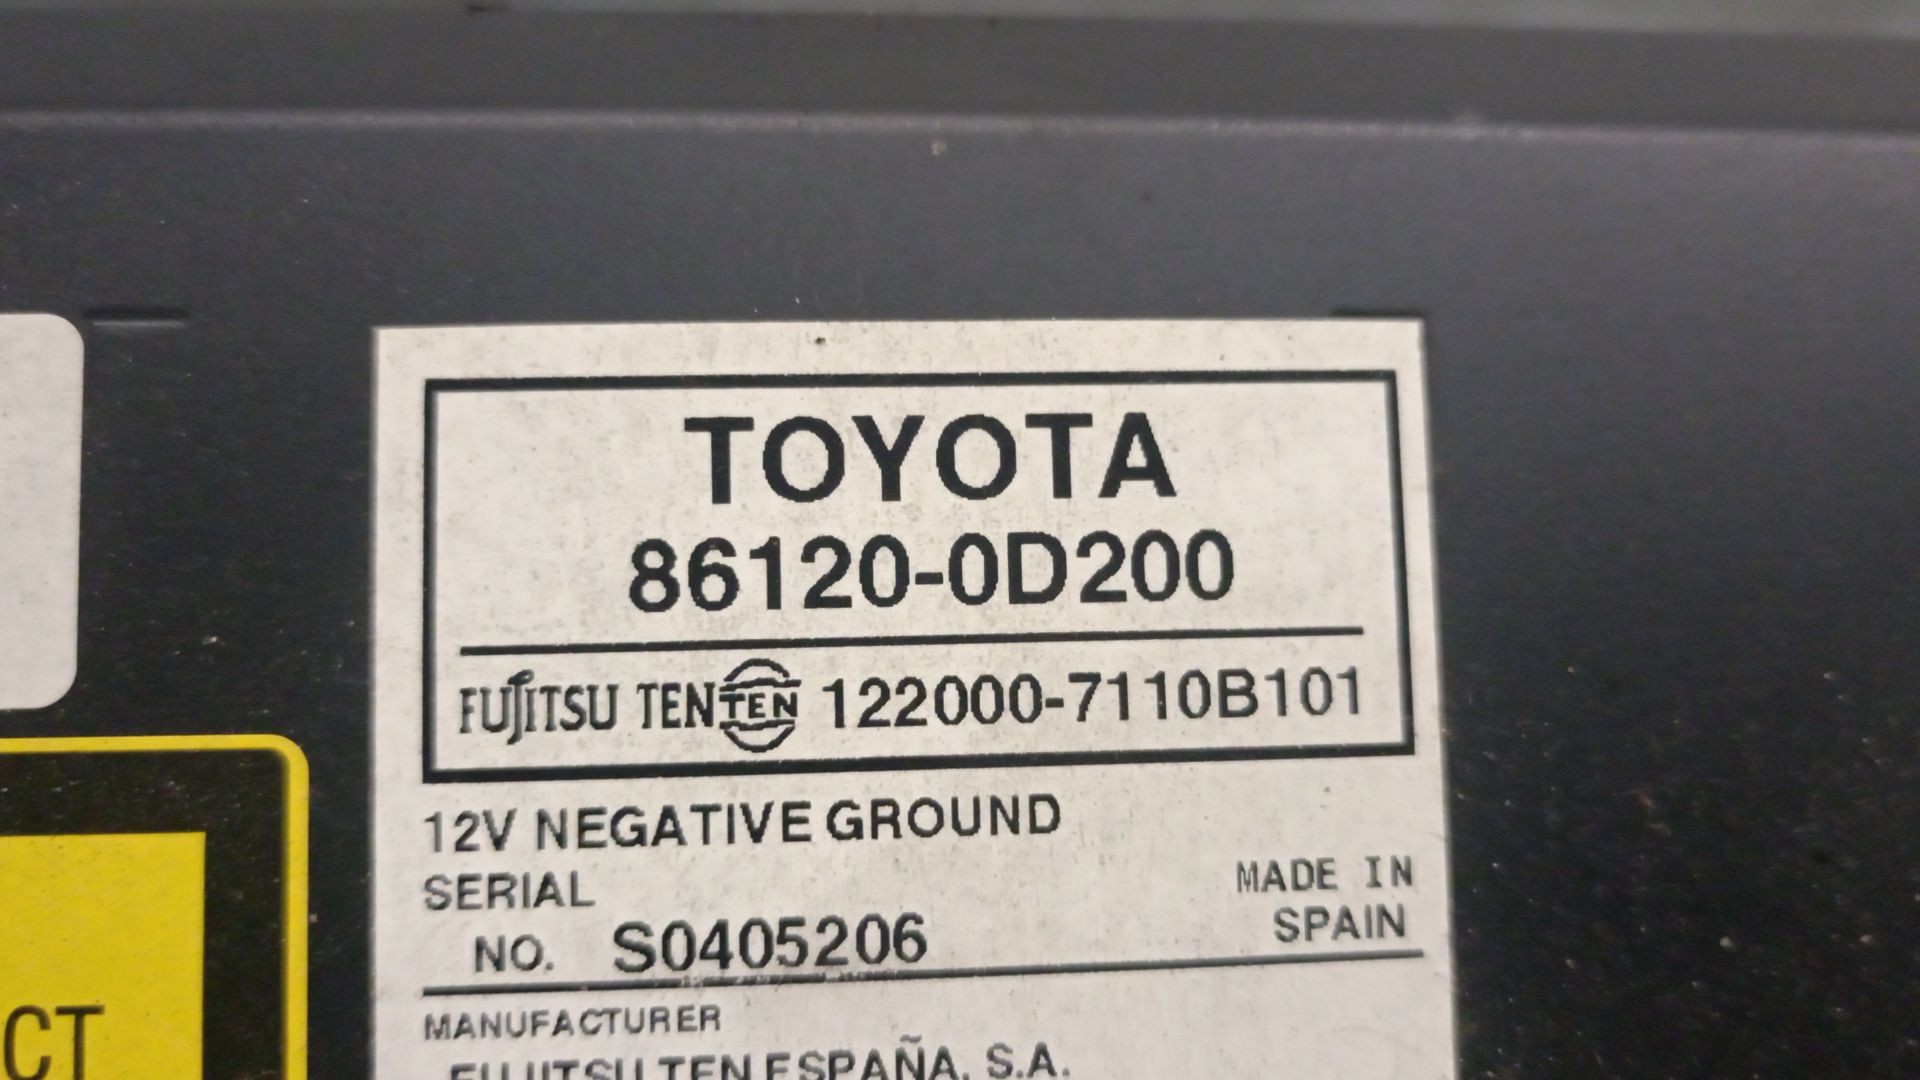 TOYOTA
86120-0D200
FUJITSU TEN TEN 122000-7110B101
12V NEGATIVE GROUND
SERIAL
NO. S0405206
MADE IN
SPAIN
MANUFACTURER
FUJITSU TEN ESPAÑA, S.A.
CT